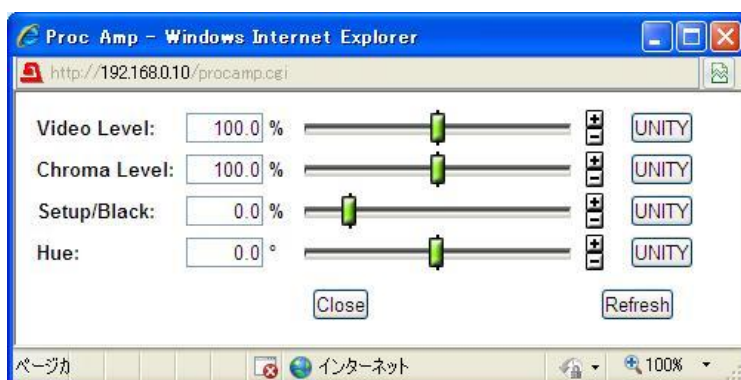 Proc Amp - Windows Internet Explorer
http://192.168.0.10/procamp.cgi
Video Level: 100.0 % + - UNITY
Chroma Level: 100.0 % + - UNITY
Setup/Black: 0.0 % + - UNITY
Hue: 0.0 ° + - UNITY
Close Refresh
ページが インターネット 100%